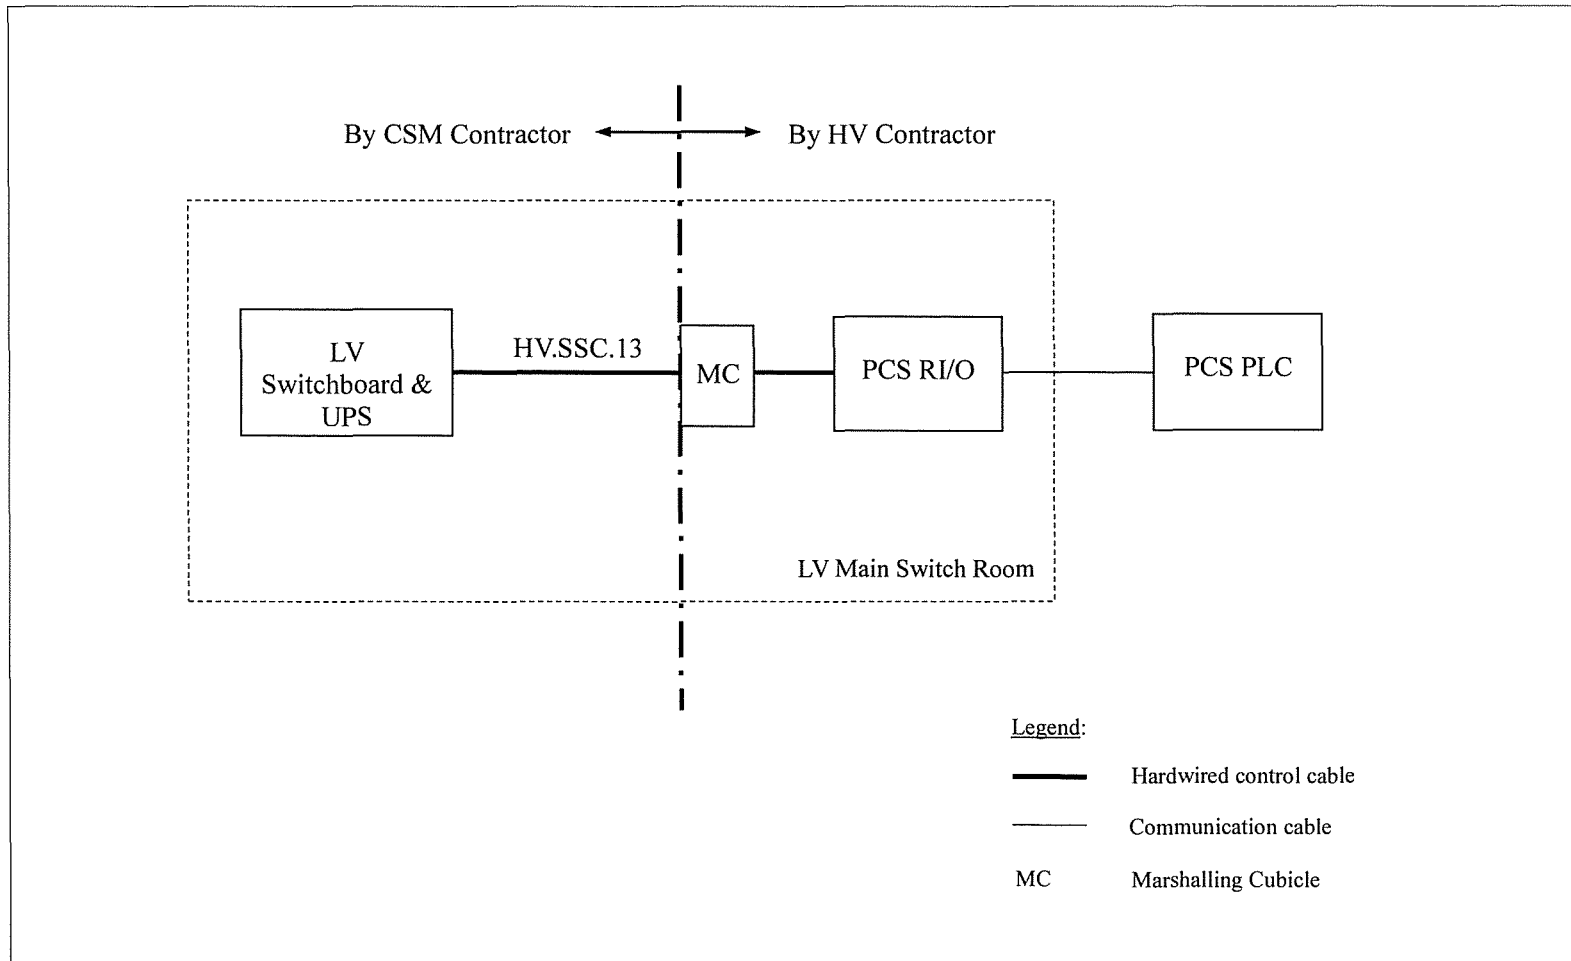 By CSM Contractor
By HV Contractor
LV
Switchboard &
UPS
HV.SSC.13
MC
PCS RI/O
PCS PLC
LV Main Switch Room
Legend:
Hardwired control cable
Communication cable
MC
Marshalling Cubicle